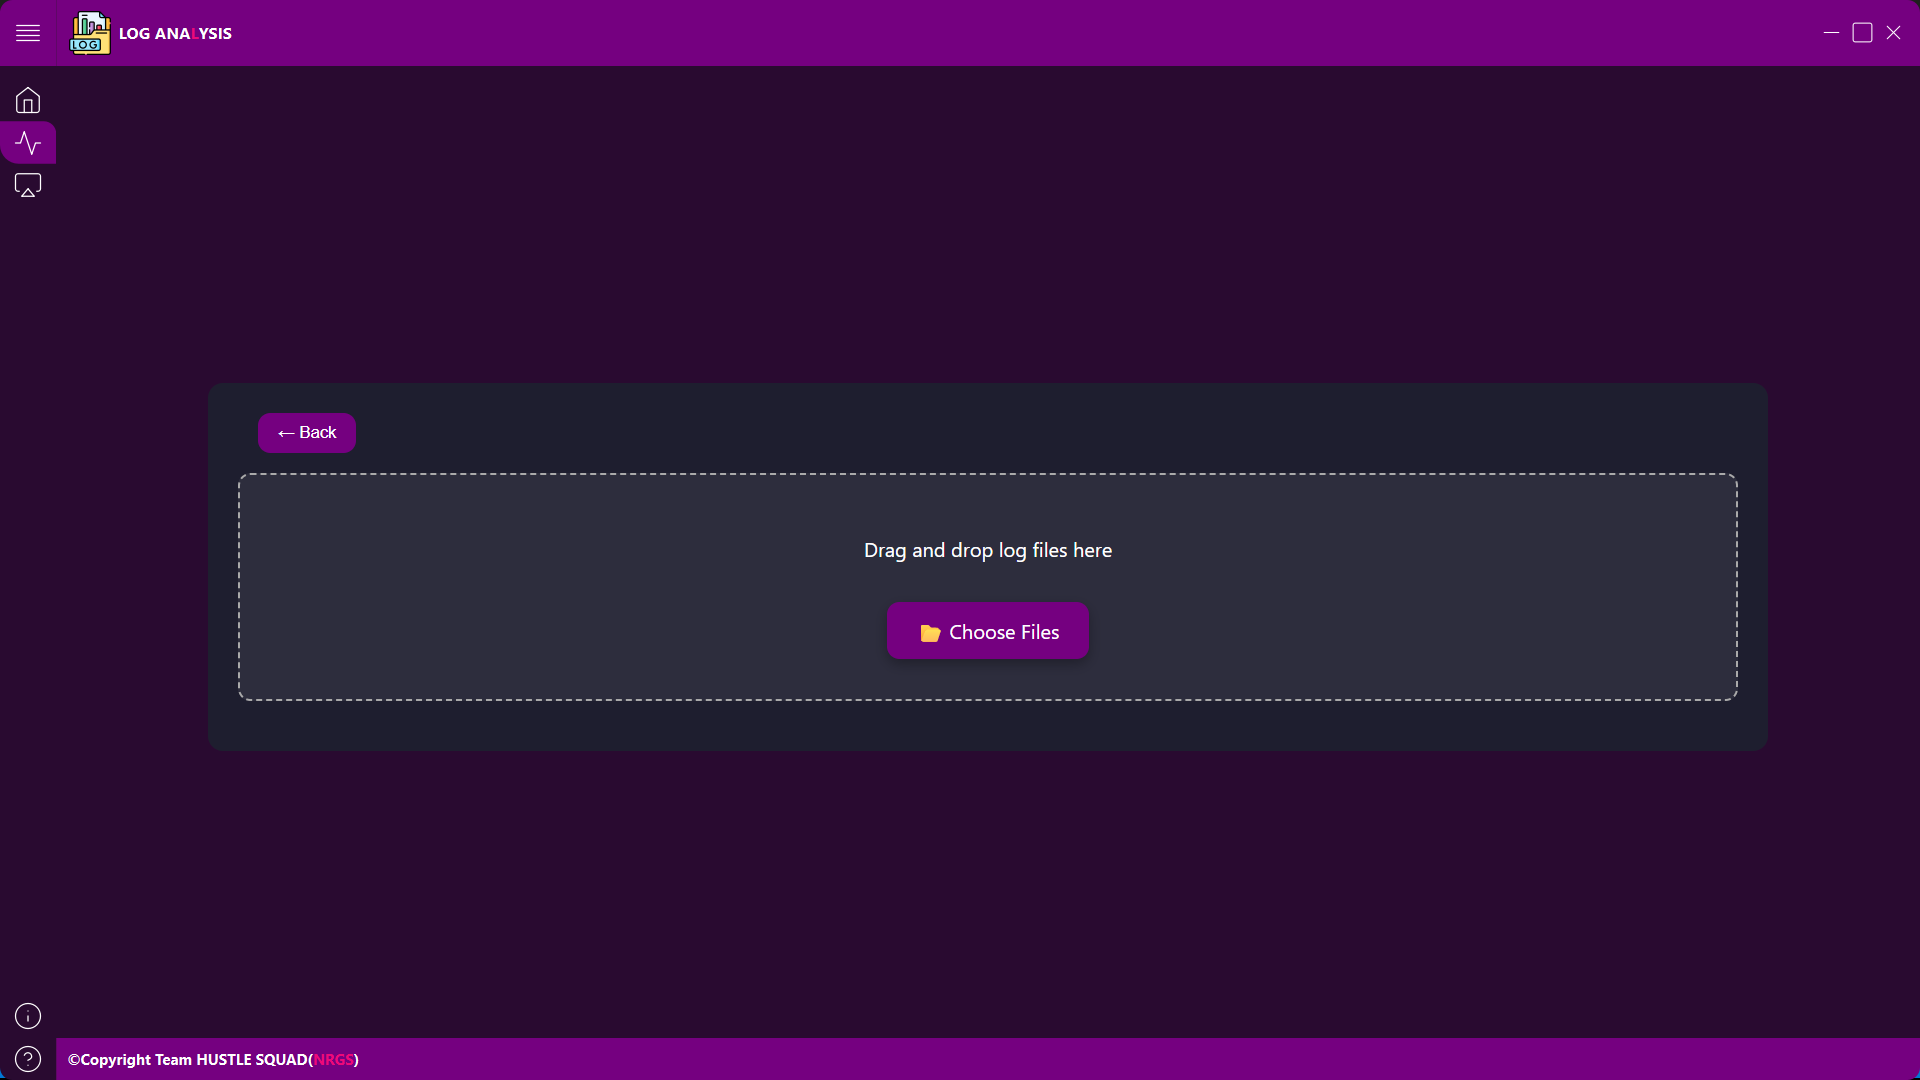 LOG
LOG ANALYSIS
← Back
Drag and drop log files here
Choose Files
©Copyright Team HUSTLE SQUAD(NRGS)